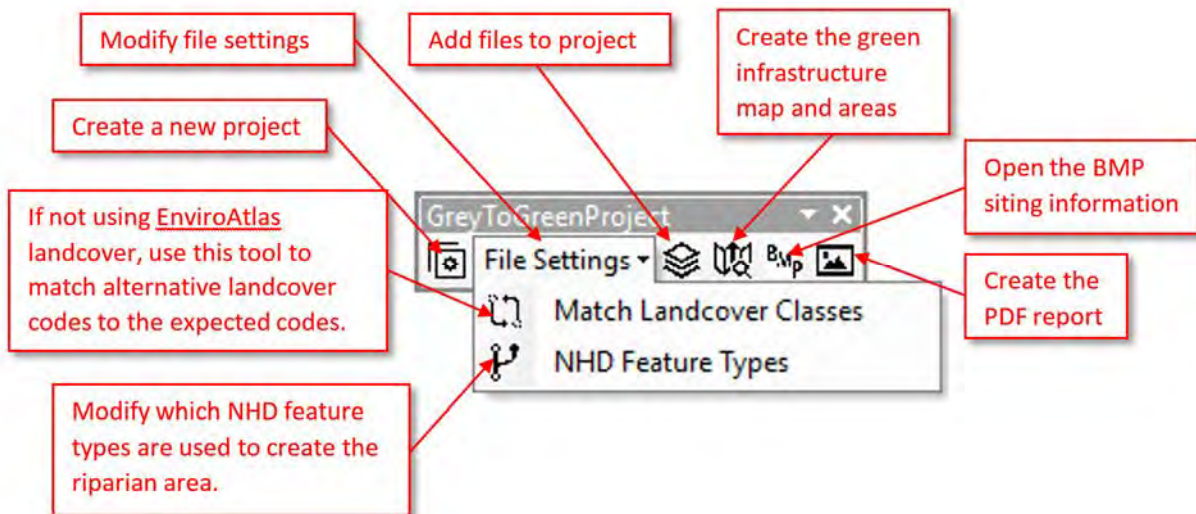 Modify file settings
Add files to project
Create the green
infrastructure
map and areas
Create a new project
Open the BMP
siting information
If not using EnviroAtlas
landcover, use this tool to
match alternative landcover
codes to the expected codes.
GreyToGreenProject
File Settings
BMP
Match Landcover Classes
NHD Feature Types
Create the
PDF report
Modify which NHD feature
types are used to create the
riparian area.